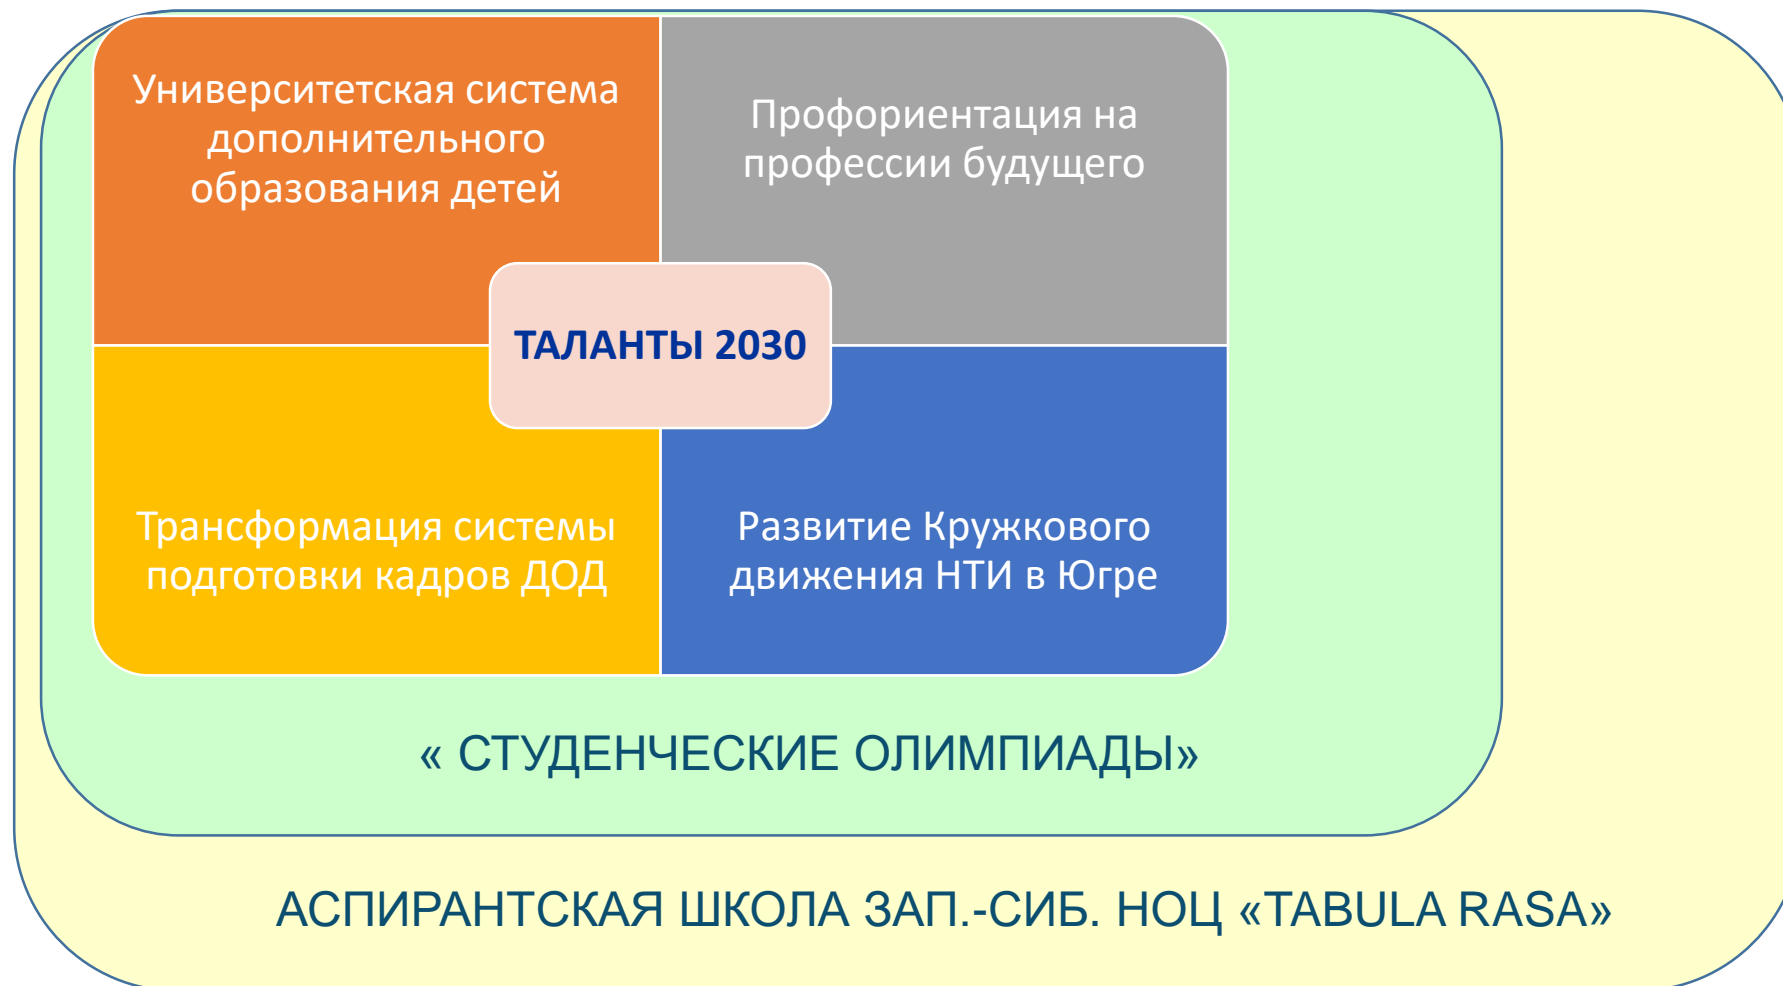 Университетская система
дополнительного
образования детей
Профориентация на
профессии будущего
ТАЛАНТЫ 2030
Трансформация системы
подготовки кадров ДОД
Развитие Кружкового
движения НТИ в Югре
« СТУДЕНЧЕСКИЕ ОЛИМПИАДЫ»
АСПИРАНТСКАЯ ШКОЛА ЗАП.-СИБ. НОЦ «TABULA RASA»